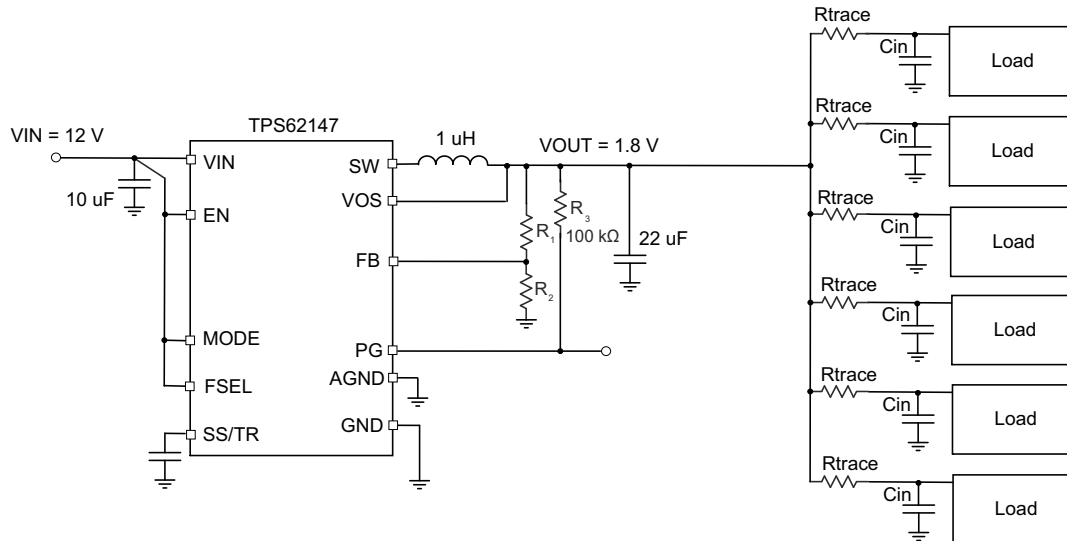 TPS62147
VIN = 12 V
10 uF
VIN
EN
MODE
FSEL
SS/TR
SW
VOS
FB
PG
AGND
GND
1 uH
VOUT = 1.8 V
R1
R2
R3
100 kΩ
22 uF
Rtrace
Cin
Load
Rtrace
Cin
Load
Rtrace
Cin
Load
Rtrace
Cin
Load
Rtrace
Cin
Load
Rtrace
Cin
Load